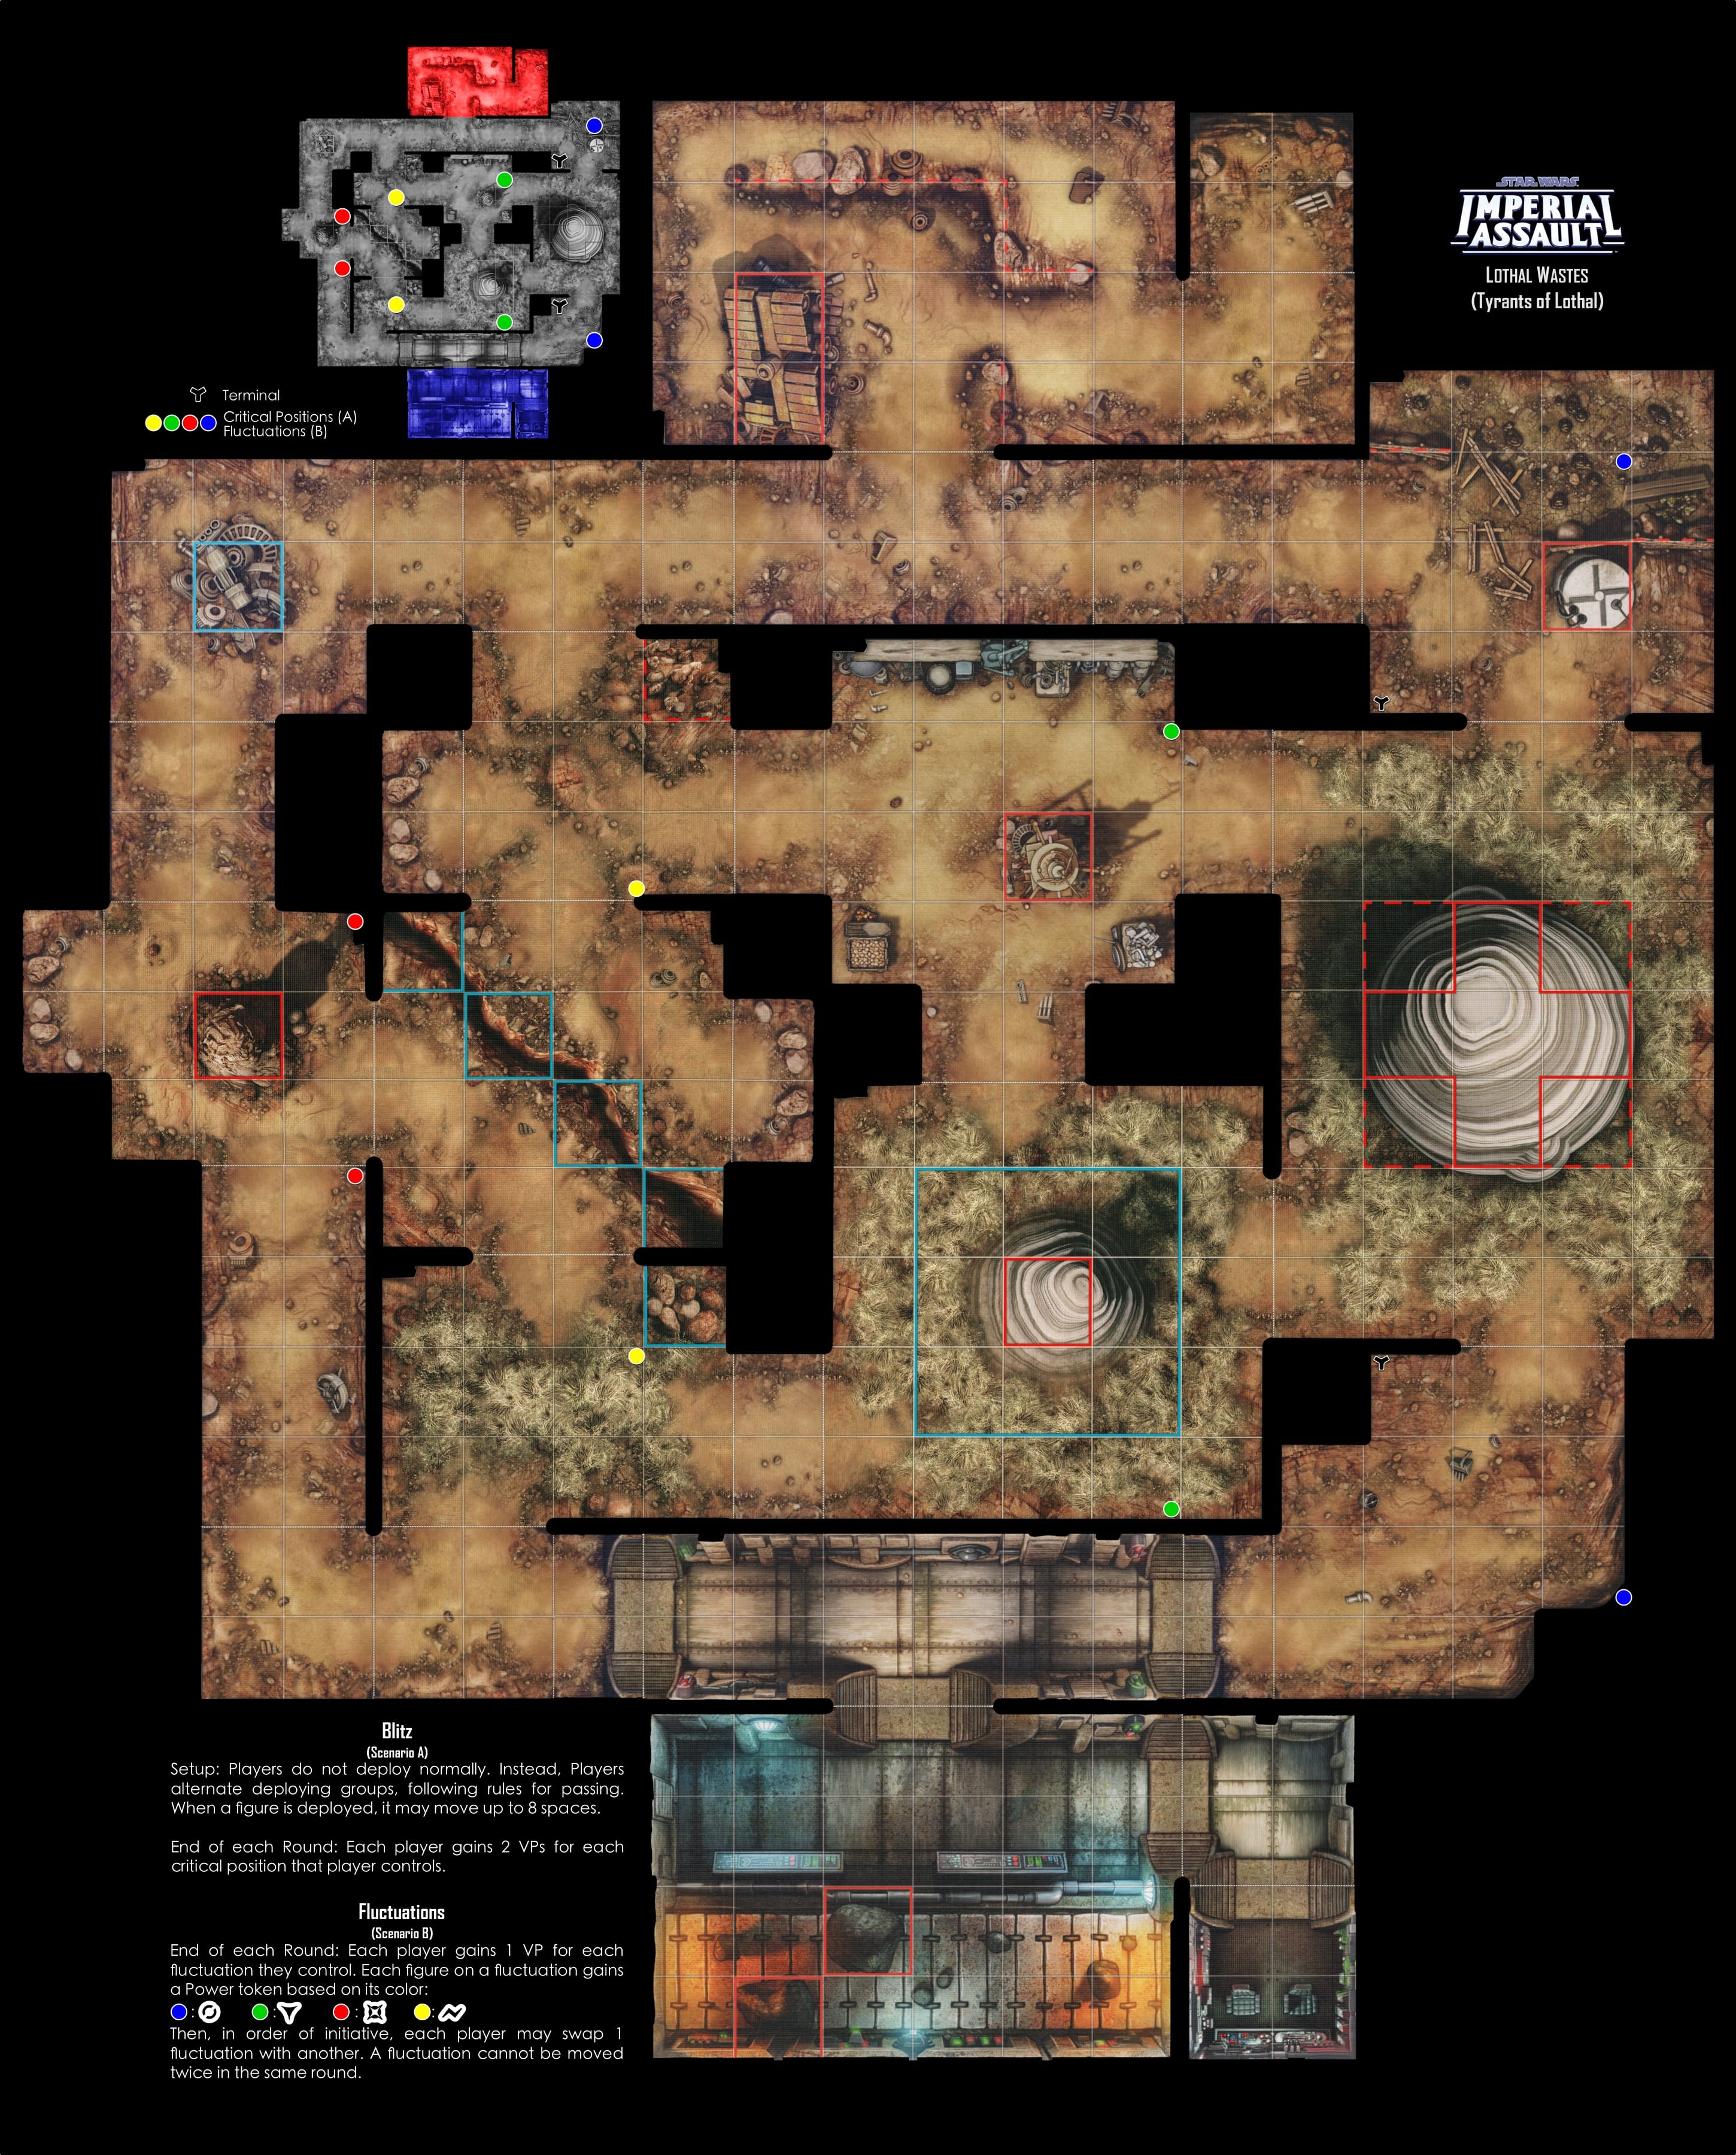 STAR WARS
IMPERIAL
ASSAULT
LOTHAL WASTES
(Tyrants of Lothal)
Terminal
Critical Positions (A)
Fluctuations (B)
Blitz
(Scenario A)
Setup: Players do not deploy normally. Instead, Players
alternate deploying groups, following rules for passing.
When a figure is deployed, it may move up to 8 spaces.
End of each Round: Each player gains 2 VPs for each
critical position that player controls.
Fluctuations
(Scenario B)
End of each Round: Each player gains 1 VP for each
fluctuation they control. Each figure on a fluctuation gains
a Power token based on its color:
: : : :
Then, in order of initiative, each player may swap 1
fluctuation with another. A fluctuation cannot be moved
twice in the same round.